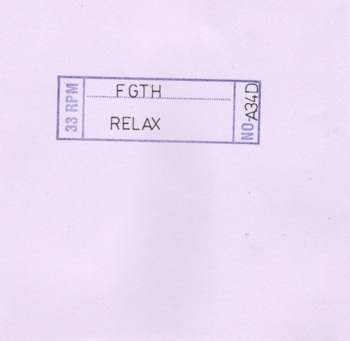 33 RPM
FGTH
RELAX
NO A34D